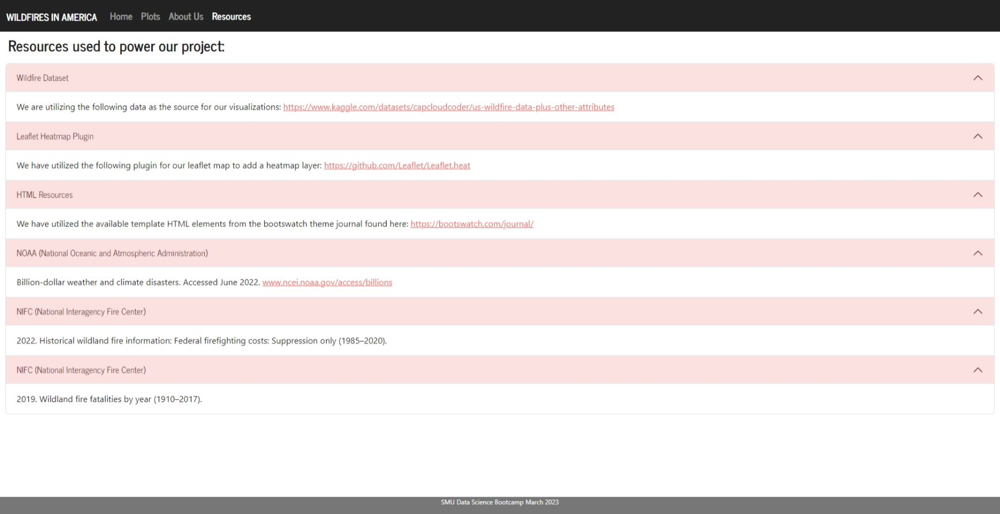 WILDFIRES IN AMERICA Home Plots About Us Resources
Resources used to power our project:
Wildfire Dataset
We are utilizing the following data as the source for our visualizations: https://www.kaggle.com/datasets/capcloudcoder/us-wildfire-data-plus-other-attributes
Leaflet Heatmap Plugin
We have utilized the following plugin for our leaflet map to add a heatmap layer: https://github.com/Leaflet/Leaflet.heat
HTML Resources
We have utilized the available template HTML elements from the bootswatch theme journal found here: https://bootswatch.com/journal/
NOAA (National Oceanic and Atmospheric Administration)
Billion-dollar weather and climate disasters. Accessed June 2022. www.ncei.noaa.gov/access/billions
NIFC (National Interagency Fire Center)
2022. Historical wildland fire information: Federal firefighting costs: Suppression only (1985–2020).
NIFC (National Interagency Fire Center)
2019. Wildland fire fatalities by year (1910–2017).
SMU Data Science Bootcamp March 2023